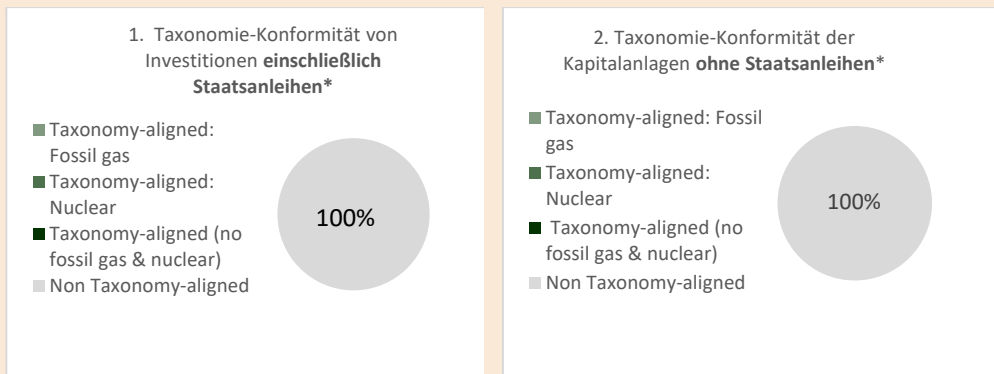 1. Taxonomie-Konformität von
Investitionen einschließlich
Staatsanleihen*
Taxonomy-aligned:
Fossil gas
Taxonomy-aligned:
Nuclear
Taxonomy-aligned (no
fossil gas & nuclear)
Non Taxonomy-aligned
100%
2. Taxonomie-Konformität der
Kapitalanlagen ohne Staatsanleihen*
Taxonomy-aligned: Fossil
gas
Taxonomy-aligned:
Nuclear
Taxonomy-aligned (no
fossil gas & nuclear)
Non Taxonomy-aligned
100%